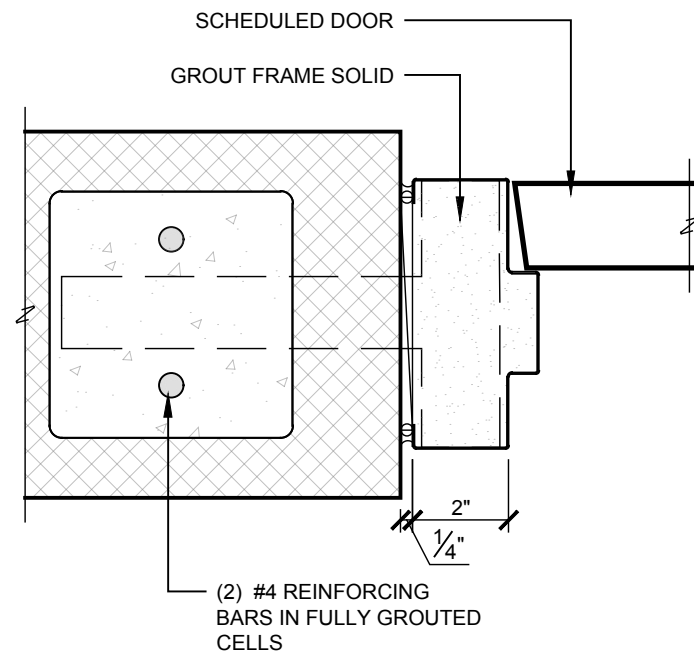 SCHEDULED DOOR
GROUT FRAME SOLID
2"
1/4"
(2) #4 REINFORCING
BARS IN FULLY GROUTED
CELLS